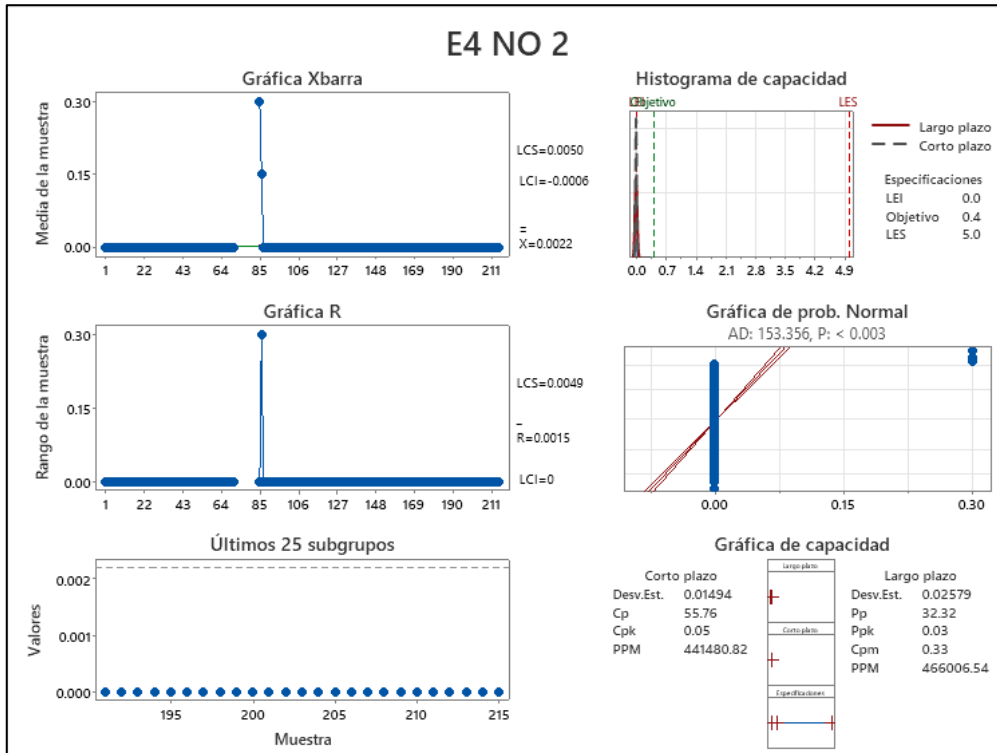 E4 NO 2
Gráfica Xbarra
Media de la muestra
0.30
0.15
0.00
1 22 43 64 85 106 127 148 169 190 211
LCS=0.0050
LCI=-0.0006
X=0.0022
Histograma de capacidad
LEI Objetivo LES
0.0 0.7 1.4 2.1 2.8 3.5 4.2 4.9
Largo plazo
Corto plazo
Especificaciones
LEI 0.0
Objetivo 0.4
LES 5.0
Gráfica R
Rango de la muestra
0.30
0.15
0.00
1 22 43 64 85 106 127 148 169 190 211
LCS=0.0049
R=0.0015
LCI=0
Gráfica de prob. Normal
AD: 153.356, P: < 0.003
0.00 0.15 0.30
Últimos 25 subgrupos
Valores
0.002
0.001
0.000
195 200 205 210 215
Muestra
Gráfica de capacidad
Corto plazo
Desv.Est. 0.01494
Cp 55.76
Cpk 0.05
PPM 441480.82
Largo plazo
Corto plazo
Especificaciones
Largo plazo
Desv.Est. 0.02579
Pp 32.32
Ppk 0.03
Cpm 0.33
PPM 466006.54